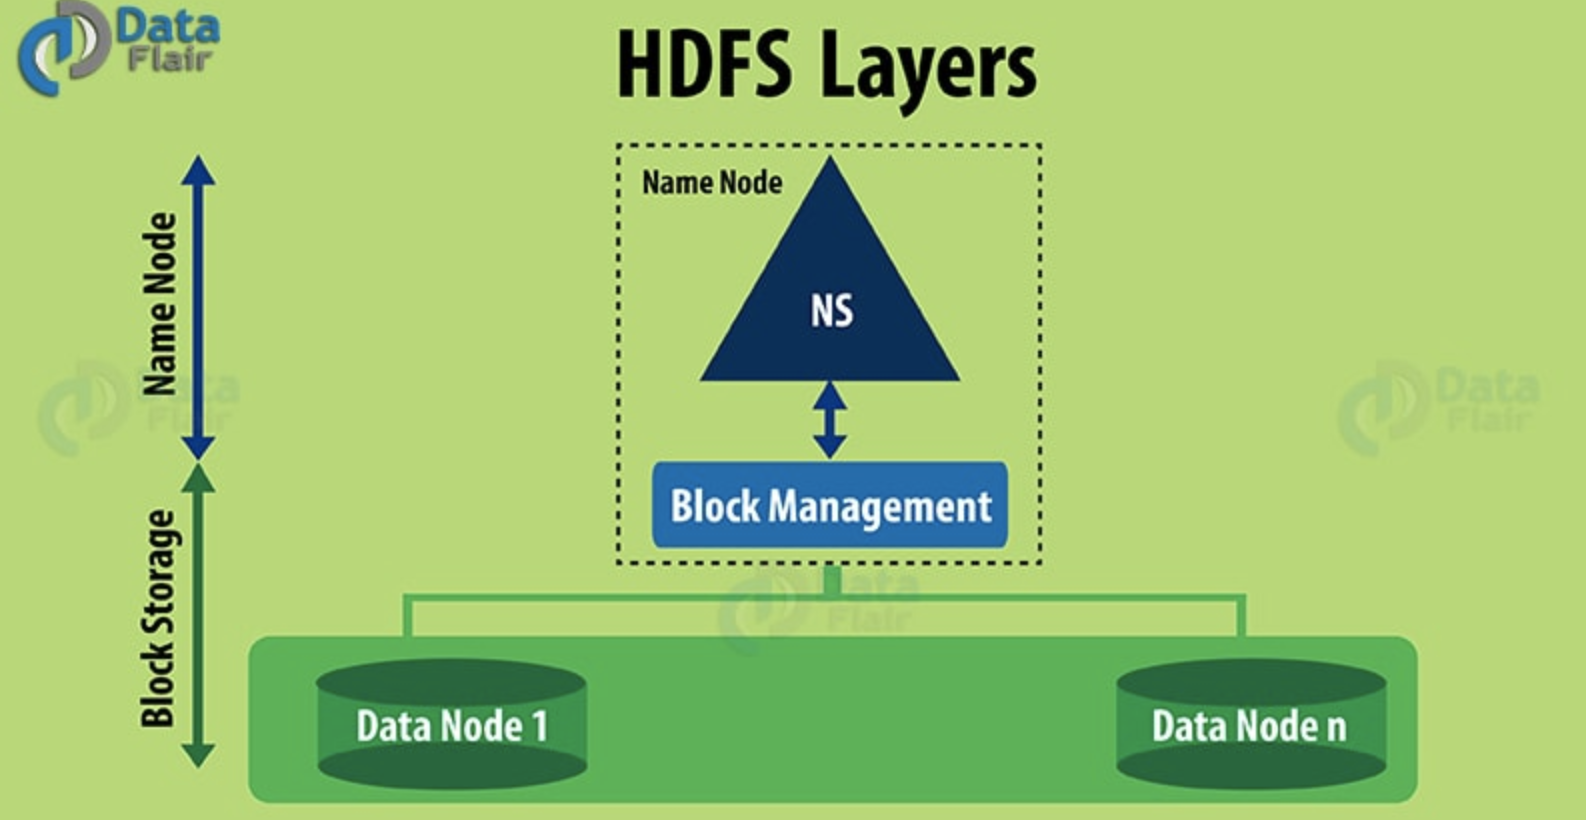 Data
Flair
HDFS Layers
Name Node
Name Node
NS
Block Management
Block Storage
Data Node 1
Data Node n
Data
Flair
Data
Flair
Data
Flair